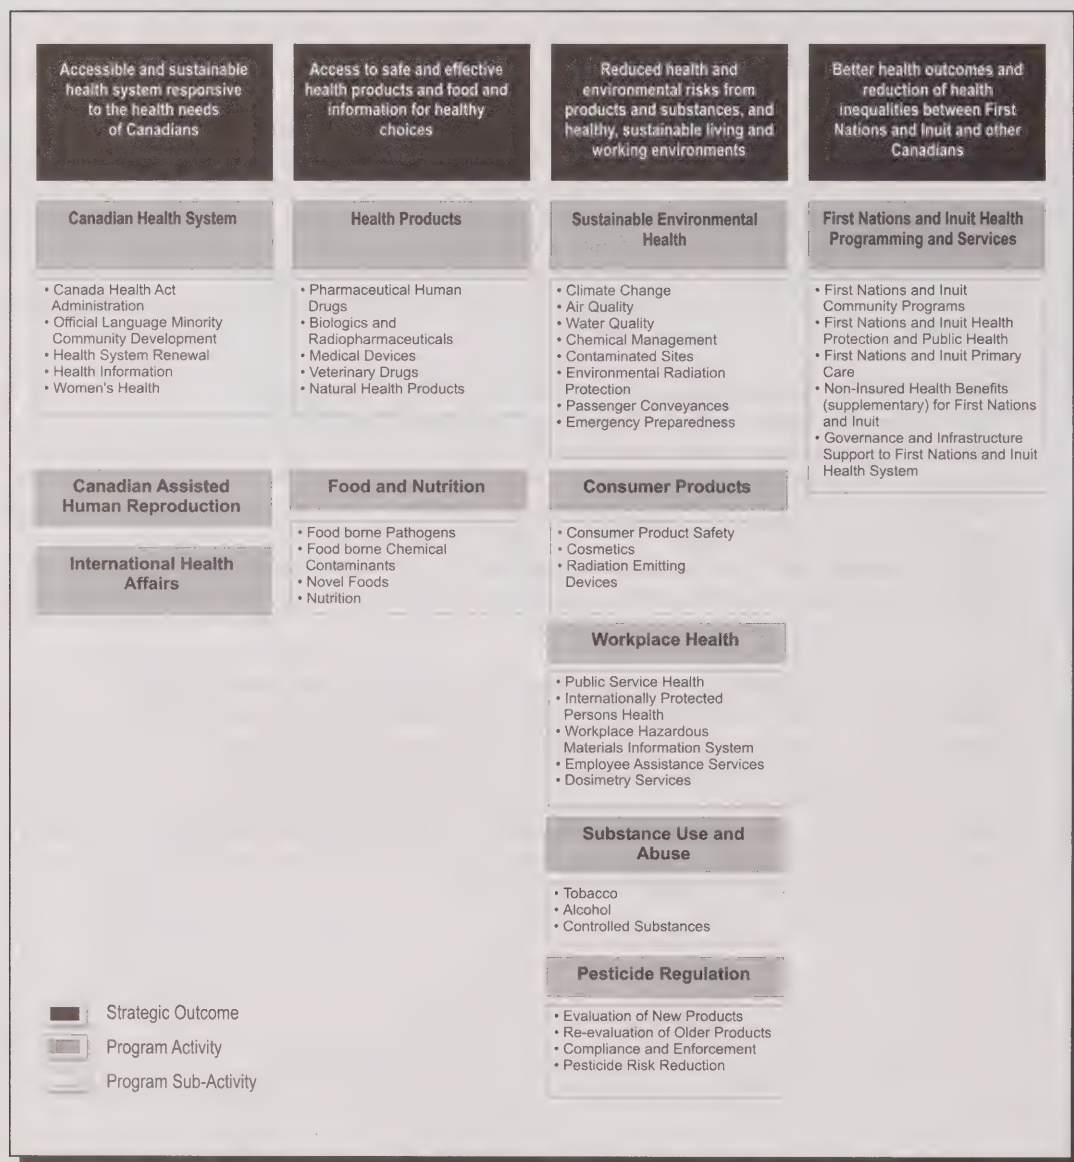 Accessible and sustainable
health system responsive
to the health needs
of Canadians
Canadian Health System
• Canada Health Act
Administration
• Official Language Minority
Community Development
• Health System Renewal
• Health Information
• Women's Health
Canadian Assisted
Human Reproduction
International Health
Affairs
Access to safe and effective
health products and food and
information for healthy
choices
Health Products
• Pharmaceutical Human
Drugs
• Biologics and
Radiopharmaceuticals
• Medical Devices
• Veterinary Drugs
• Natural Health Products
Food and Nutrition
• Food borne Pathogens
• Food borne Chemical
Contaminants
• Novel Foods
• Nutrition
Reduced health and
environmental risks from
products and substances, and
healthy, sustainable living and
working environments
Sustainable Environmental
Health
• Climate Change
• Air Quality
• Water Quality
• Chemical Management
• Contaminated Sites
• Environmental Radiation
Protection
• Passenger Conveyances
• Emergency Preparedness
Consumer Products
• Consumer Product Safety
• Cosmetics
• Radiation Emitting
Devices
Workplace Health
• Public Service Health
• Internationally Protected
Persons Health
• Workplace Hazardous
Materials Information System
• Employee Assistance Services
• Dosimetry Services
Substance Use and
Abuse
• Tobacco
• Alcohol
• Controlled Substances
Pesticide Regulation
• Evaluation of New Products
• Re-evaluation of Older Products
• Compliance and Enforcement
• Pesticide Risk Reduction
Better health outcomes and
reduction of health
inequalities between First
Nations and Inuit and other
Canadians
First Nations and Inuit Health
Programming and Services
• First Nations and Inuit
Community Programs
• First Nations and Inuit Health
Protection and Public Health
• First Nations and Inuit Primary
Care
• Non-Insured Health Benefits
(supplementary) for First Nations
and Inuit
• Governance and Infrastructure
Support to First Nations and Inuit
Health System
Strategic Outcome
Program Activity
Program Sub-Activity